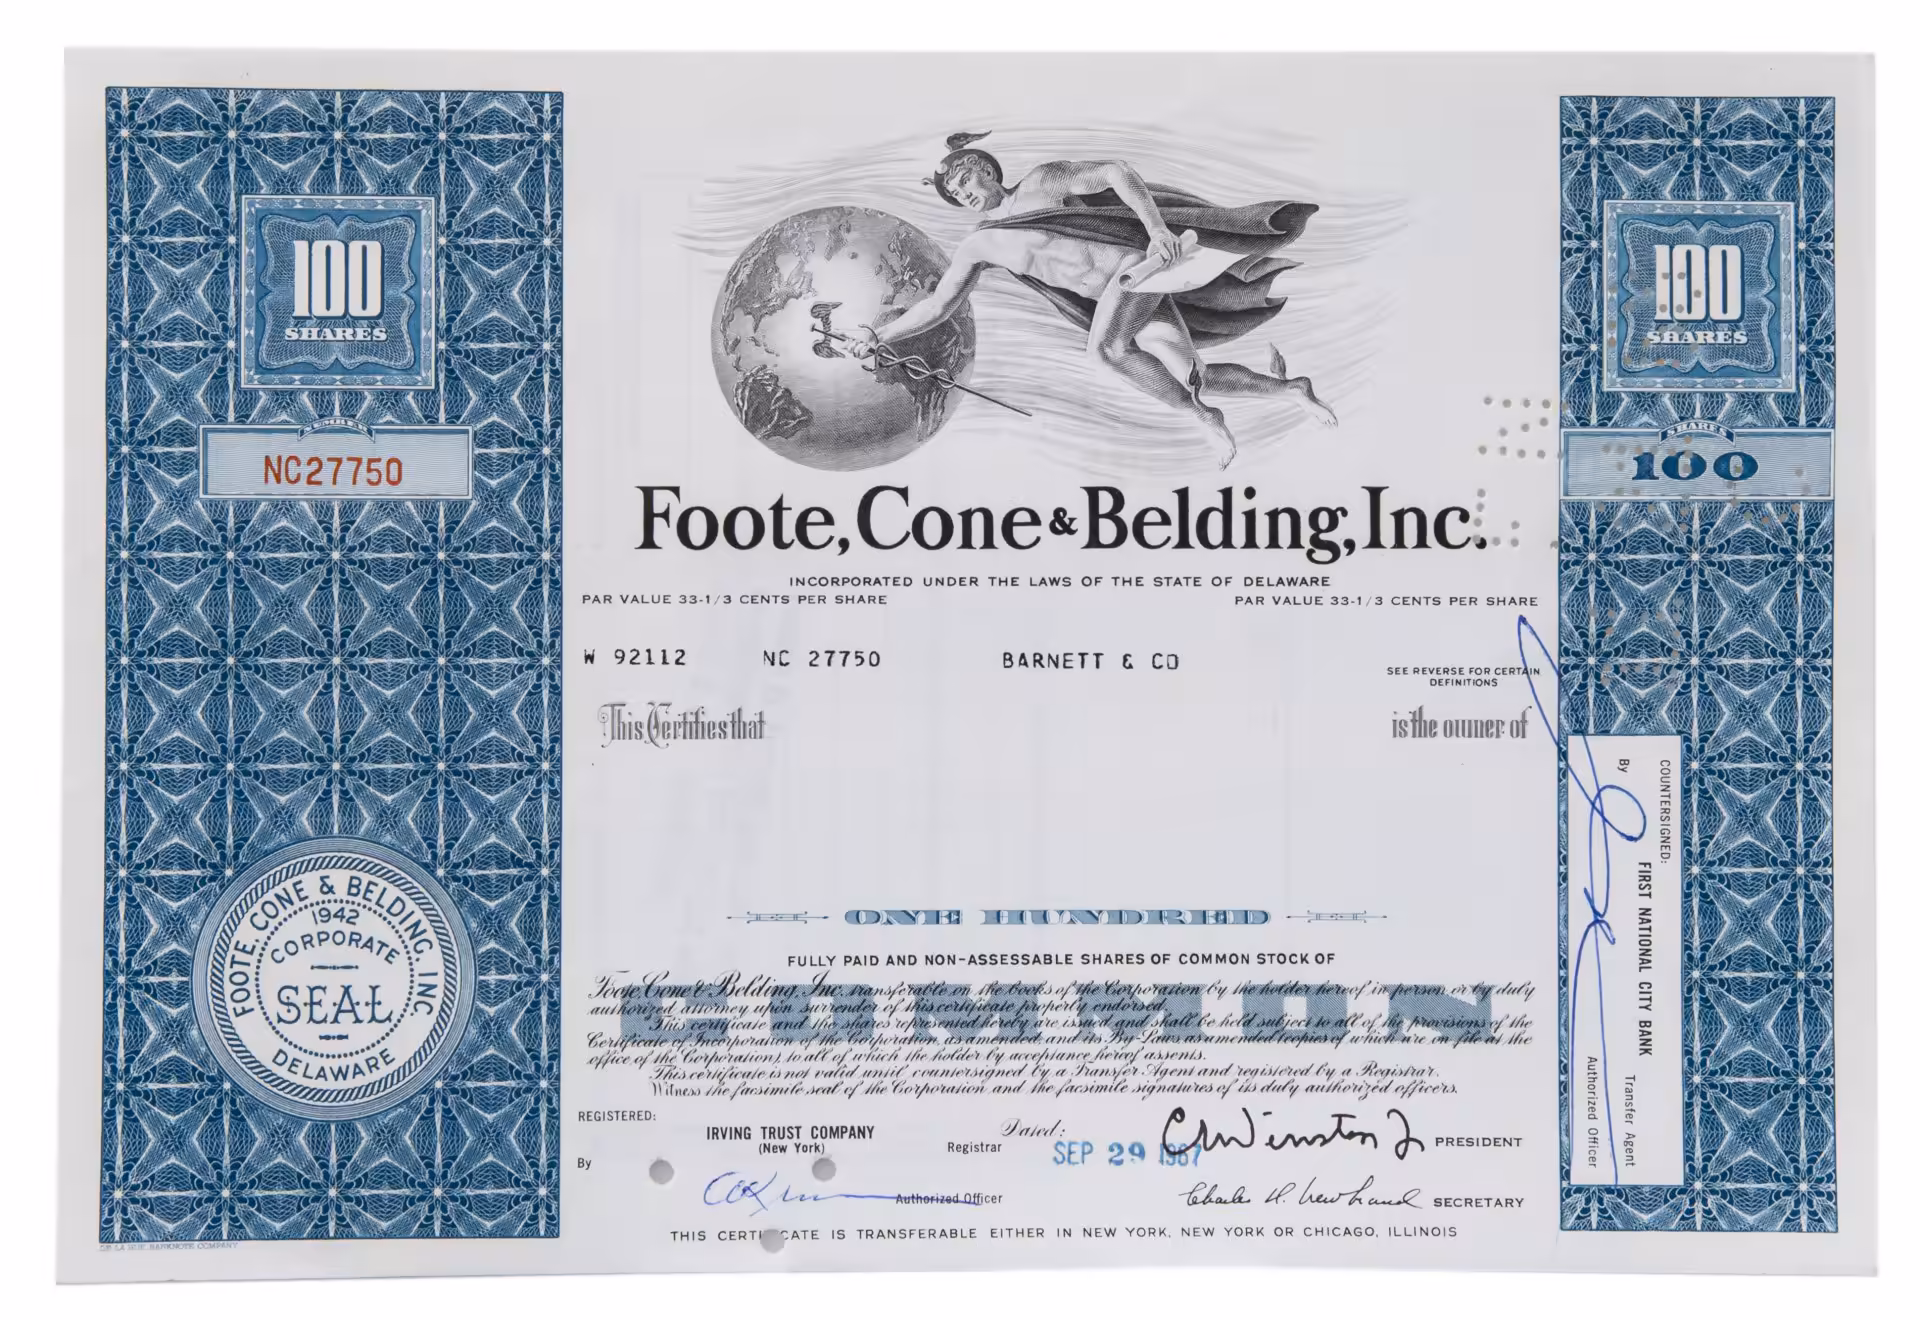 100
SHARES
NUMBER
NC27750
100
SHARES
SHARES
100
Foote, Cone & Belding, Inc.
INCORPORATED UNDER THE LAWS OF THE STATE OF DELAWARE
PAR VALUE 33-1/3 CENTS PER SHARE
PAR VALUE 33-1/3 CENTS PER SHARE
W 92112 NC 27750 BARNETT & CO
SEE REVERSE FOR CERTAIN
DEFINITIONS
This Certifies that
is the owner of
ONE HUNDRED
FULLY PAID AND NON-ASSESSABLE SHARES OF COMMON STOCK OF
Foote, Cone & Belding, Inc. transferable on the books of the Corporation by the holder hereof in person or by duly
authorized attorney upon surrender of this certificate properly endorsed.
This certificate and the shares represented hereby are issued and shall be held subject to all of the provisions of the
Certificate of Incorporation of the Corporation, as amended, and its By-Laws as amended (copies of which are on file at the
office of the Corporation), to all of which the holder by acceptance hereof assents.
This certificate is not valid until countersigned by a Transfer Agent and registered by a Registrar.
Witness the facsimile seal of the Corporation and the facsimile signatures of its duly authorized officers.
FOOTE, CONE & BELDING, INC
1942
CORPORATE
SEAL
DELAWARE
REGISTERED:
IRVING TRUST COMPANY
(New York)
Registrar
By
Authorized Officer
Dated:
SEP 29 1967
PRESIDENT
Charles H. Newbrand SECRETARY
THIS CERTIFICATE IS TRANSFERABLE EITHER IN NEW YORK, NEW YORK OR CHICAGO, ILLINOIS
COUNTERSIGNED:
FIRST NATIONAL CITY BANK
Transfer Agent
By
Authorized Officer
DE LA RUE BANKNOTE COMPANY